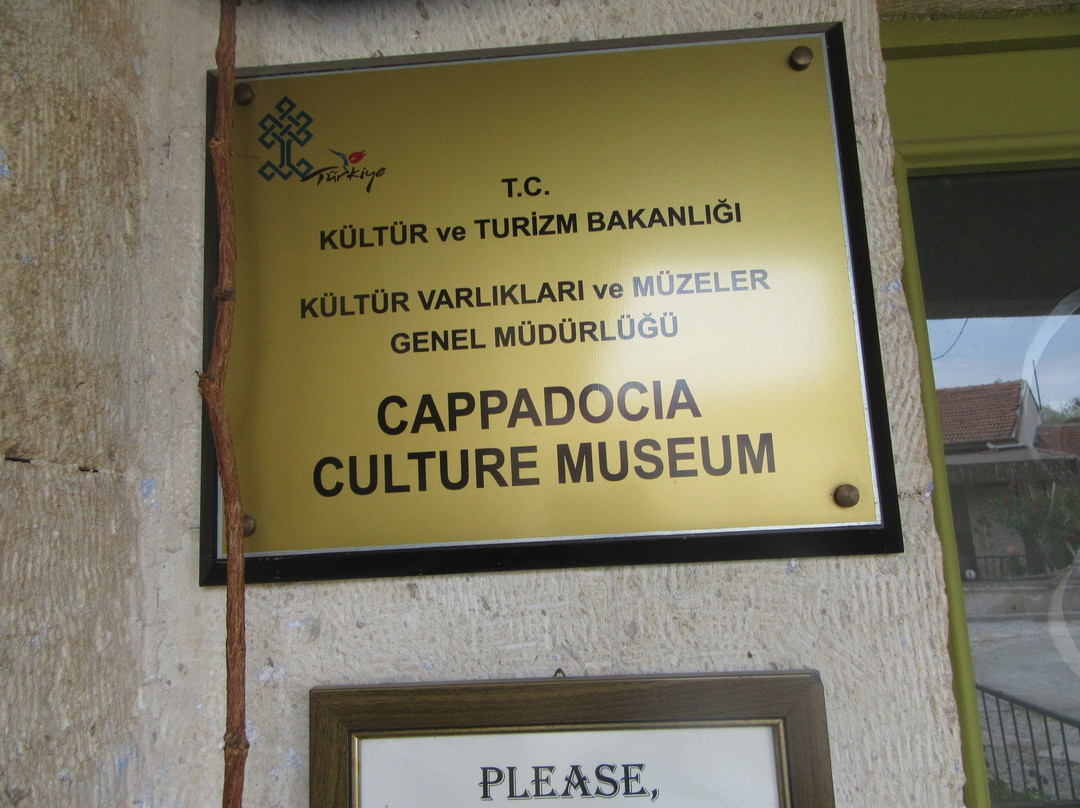 Türkiye
T.C.
KÜLTÜR ve TURİZM BAKANLIĞI
KÜLTÜR VARLIKLARI ve MÜZELER
GENEL MÜDÜRLÜĞÜ
CAPPADOCIA
CULTURE MUSEUM
PLEASE,